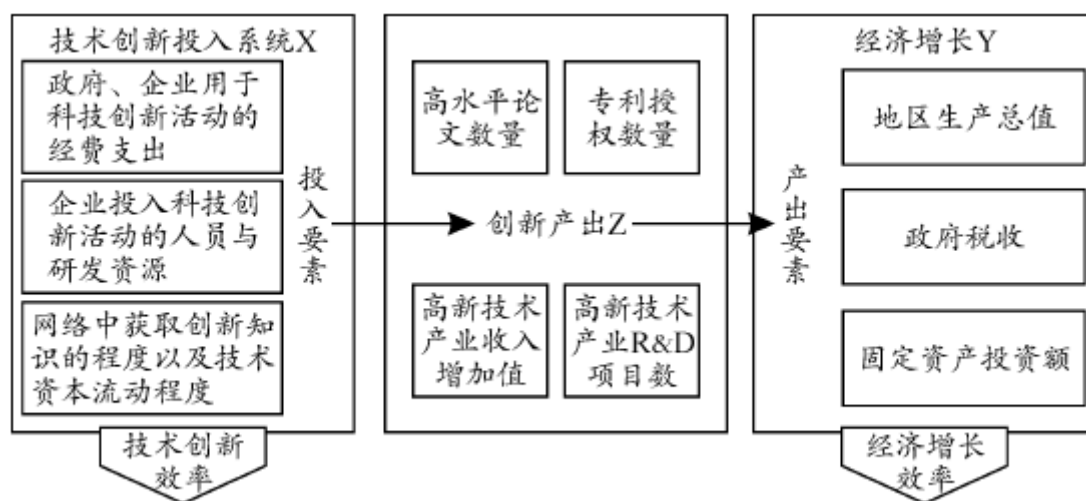 技术创新投入系统X
政府、企业用于
科技创新活动的
经费支出
企业投入科技创
新活动的人员与
研发资源
网络中获取创新知
识的程度以及技术
资本流动程度
投
入
要
素
技术创新
效率
高水平论
文数量
专利授
权数量
创新产出Z
高新技术
产业收入
增加值
高新技术
产业R&D
项目数
经济增长Y
产
出
要
素
地区生产总值
政府税收
固定资产投资额
经济增长
效率